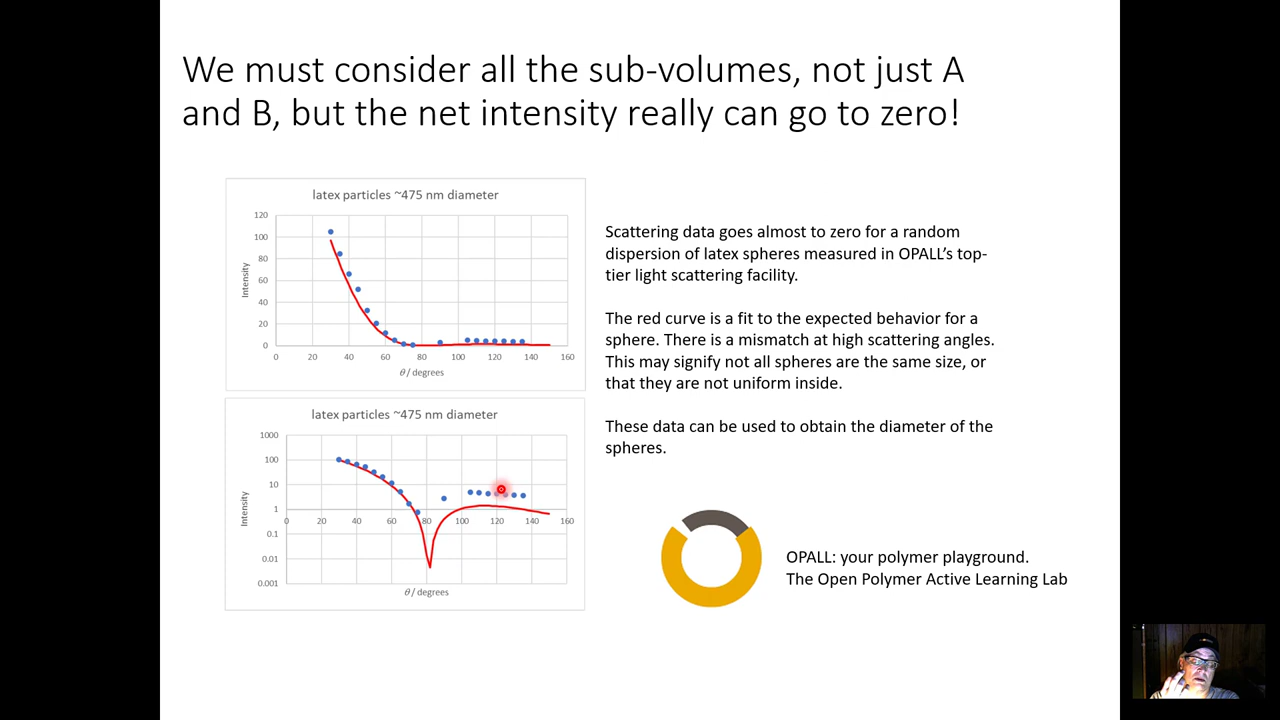 We must consider all the sub-volumes, not just A
and B, but the net intensity really can go to zero!
latex particles ~475 nm diameter
120
100
80
60
40
20
0
Intensity
0 20 40 60 80 100 120 140 160
θ / degrees
Scattering data goes almost to zero for a random
dispersion of latex spheres measured in OPALL’s top-
tier light scattering facility.
The red curve is a fit to the expected behavior for a
sphere. There is a mismatch at high scattering angles.
This may signify not all spheres are the same size, or
that they are not uniform inside.
These data can be used to obtain the diameter of the
spheres.
latex particles ~475 nm diameter
1000
100
10
1
0.1
0.01
0.001
Intensity
0 20 40 60 80 100 120 140 160
θ / degrees
OPALL: your polymer playground.
The Open Polymer Active Learning Lab